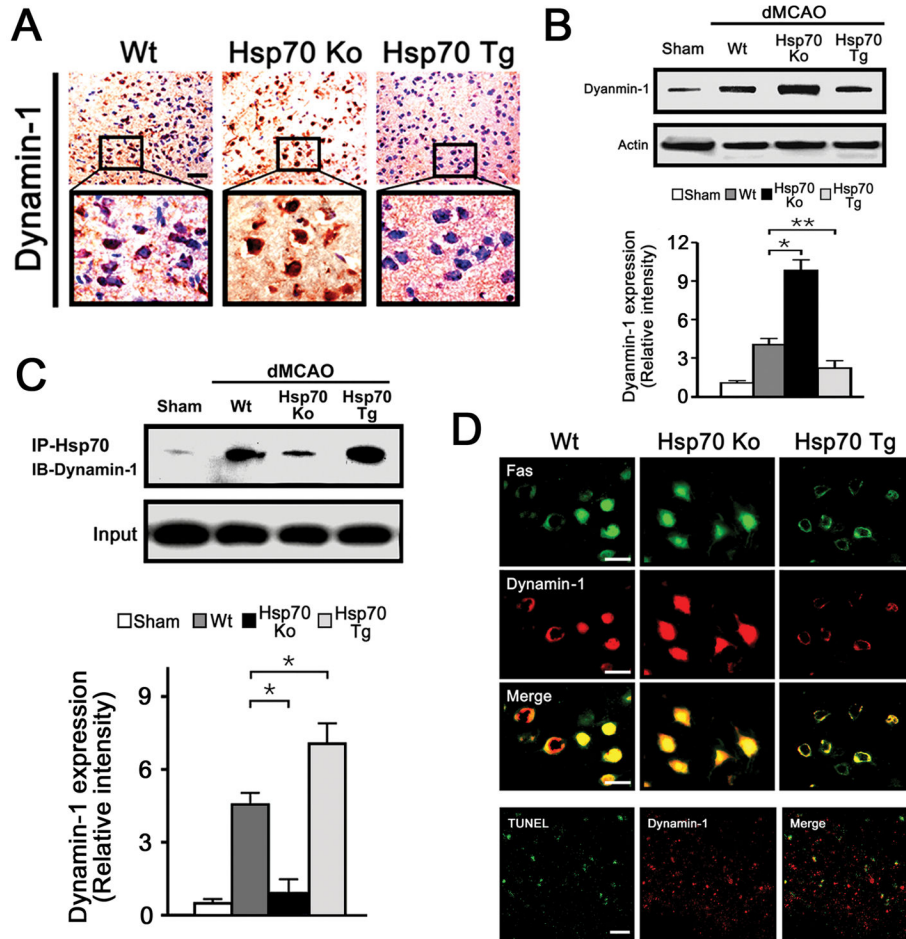 A
Wt
Hsp70 Ko
Hsp70 Tg
Dynamin-1
B
dMCAO
Sham
Wt
Hsp70
Ko
Hsp70
Tg
Dyanmin-1
Actin
Sham
Wt
Hsp70
Ko
Hsp70
Tg
Dyanmin-1 expression
(Relative intensity)
12
9
6
3
0
*
**
C
dMCAO
Sham
Wt
Hsp70
Ko
Hsp70
Tg
IP-Hsp70
IB-Dynamin-1
Input
Sham
Wt
Hsp70
Ko
Hsp70
Tg
Dynamin-1 expression
(Relative intensity)
9
6
3
0
*
*
D
Wt
Hsp70 Ko
Hsp70 Tg
Fas
Dynamin-1
Merge
TUNEL
Dynamin-1
Merge